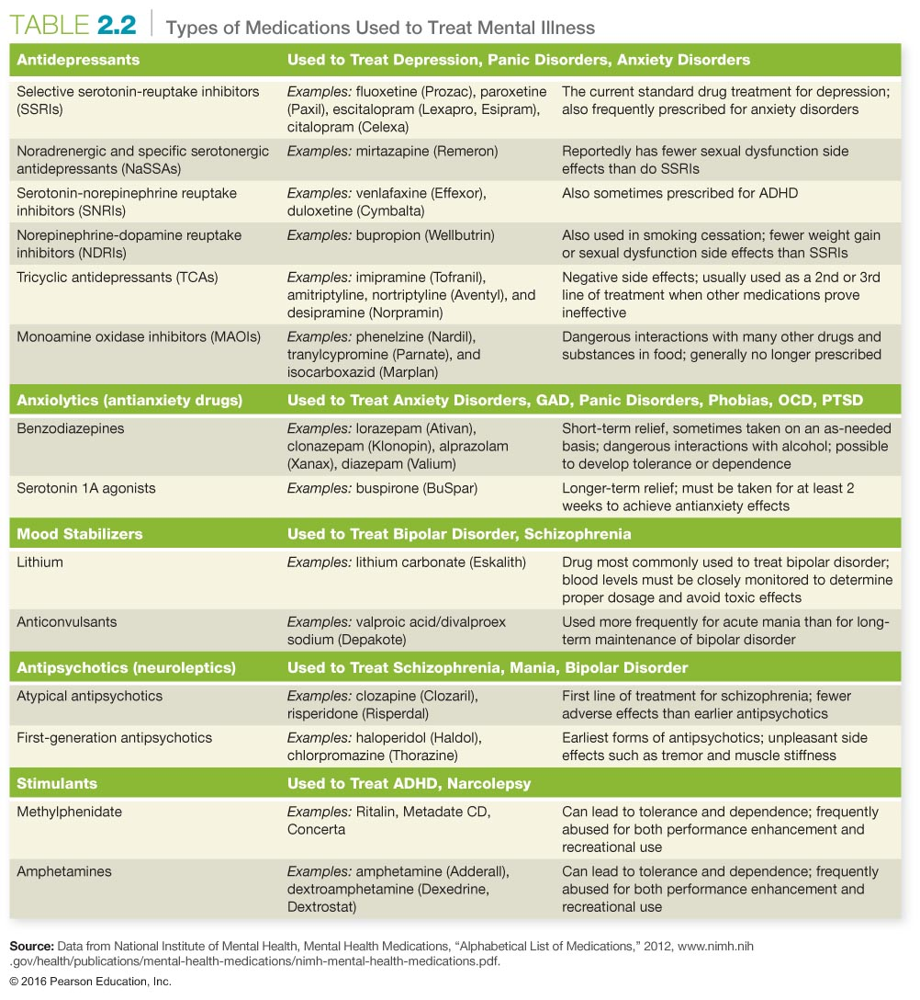 TABLE 2.2 Types of Medications Used to Treat Mental Illness
Antidepressants Used to Treat Depression, Panic Disorders, Anxiety Disorders
Selective serotonin-reuptake inhibitors
(SSRIs)
Examples: fluoxetine (Prozac), paroxetine
(Paxil), escitalopram (Lexapro, Esipram),
citalopram (Celexa)
The current standard drug treatment for depression;
also frequently prescribed for anxiety disorders
Noradrenergic and specific serotonergic
antidepressants (NaSSAs)
Examples: mirtazapine (Remeron)
Reportedly has fewer sexual dysfunction side
effects than do SSRIs
Serotonin-norepinephrine reuptake
inhibitors (SNRIs)
Examples: venlafaxine (Effexor),
duloxetine (Cymbalta)
Also sometimes prescribed for ADHD
Norepinephrine-dopamine reuptake
inhibitors (NDRIs)
Examples: bupropion (Wellbutrin)
Also used in smoking cessation; fewer weight gain
or sexual dysfunction side effects than SSRIs
Tricyclic antidepressants (TCAs)
Examples: imipramine (Tofranil),
amitriptyline, nortriptyline (Aventyl), and
desipramine (Norpramin)
Negative side effects; usually used as a 2nd or 3rd
line of treatment when other medications prove
ineffective
Monoamine oxidase inhibitors (MAOIs)
Examples: phenelzine (Nardil),
tranylcypromine (Parnate), and
isocarboxazid (Marplan)
Dangerous interactions with many other drugs and
substances in food; generally no longer prescribed
Anxiolytics (antianxiety drugs) Used to Treat Anxiety Disorders, GAD, Panic Disorders, Phobias, OCD, PTSD
Benzodiazepines
Examples: lorazepam (Ativan),
clonazepam (Klonopin), alprazolam
(Xanax), diazepam (Valium)
Short-term relief, sometimes taken on an as-needed
basis; dangerous interactions with alcohol; possible
to develop tolerance or dependence
Serotonin 1A agonists
Examples: buspirone (BuSpar)
Longer-term relief; must be taken for at least 2
weeks to achieve antianxiety effects
Mood Stabilizers Used to Treat Bipolar Disorder, Schizophrenia
Lithium
Examples: lithium carbonate (Eskalith)
Drug most commonly used to treat bipolar disorder;
blood levels must be closely monitored to determine
proper dosage and avoid toxic effects
Anticonvulsants
Examples: valproic acid/divalproex
sodium (Depakote)
Used more frequently for acute mania than for long-
term maintenance of bipolar disorder
Antipsychotics (neuroleptics) Used to Treat Schizophrenia, Mania, Bipolar Disorder
Atypical antipsychotics
Examples: clozapine (Clozaril),
risperidone (Risperdal)
First line of treatment for schizophrenia; fewer
adverse effects than earlier antipsychotics
First-generation antipsychotics
Examples: haloperidol (Haldol),
chlorpromazine (Thorazine)
Earliest forms of antipsychotics; unpleasant side
effects such as tremor and muscle stiffness
Stimulants Used to Treat ADHD, Narcolepsy
Methylphenidate
Examples: Ritalin, Metadate CD,
Concerta
Can lead to tolerance and dependence; frequently
abused for both performance enhancement and
recreational use
Amphetamines
Examples: amphetamine (Adderall),
dextroamphetamine (Dexedrine,
Dextrostat)
Can lead to tolerance and dependence; frequently
abused for both performance enhancement and
recreational use
Source: Data from National Institute of Mental Health, Mental Health Medications, “Alphabetical List of Medications,” 2012, www.nimh.nih
.gov/health/publications/mental-health-medications/nimh-mental-health-medications.pdf.
© 2016 Pearson Education, Inc.